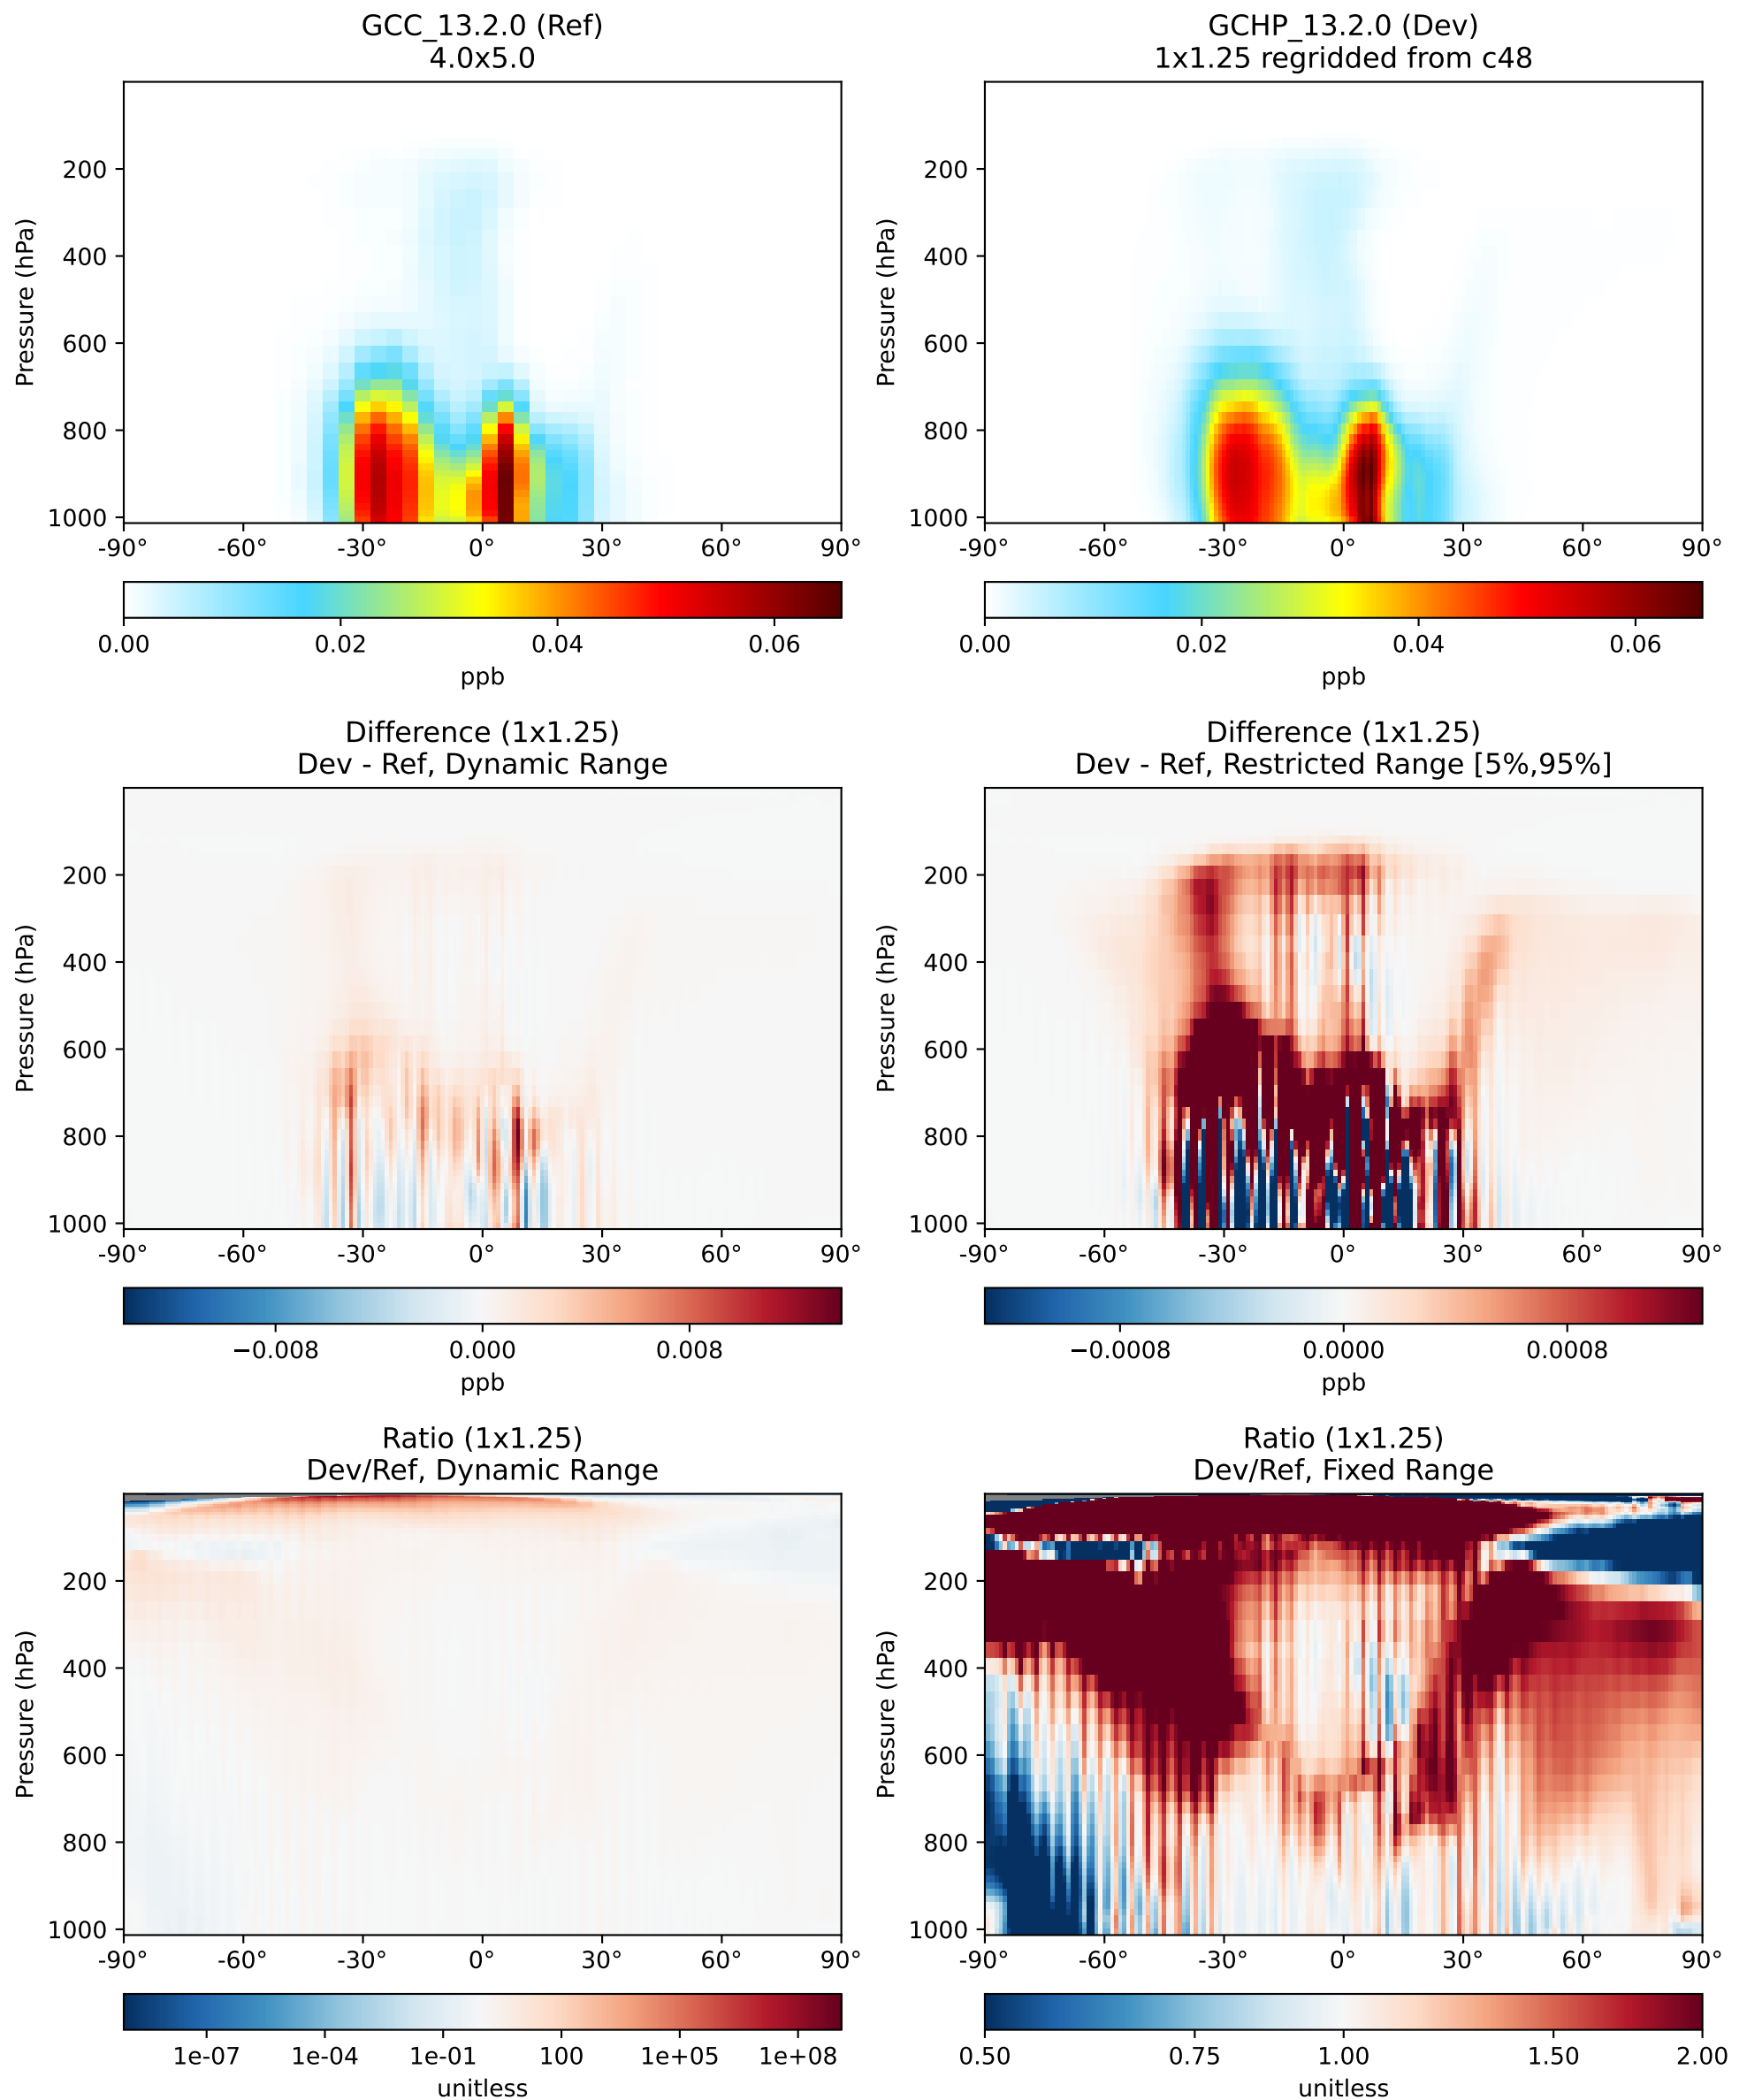 GCC_13.2.0 (Ref)
4.0x5.0
Pressure (hPa)
200
400
600
800
1000
-90° -60° -30° 0° 30° 60° 90°
0.00 0.02 0.04 0.06
ppb
GCHP_13.2.0 (Dev)
1x1.25 regridded from c48
Pressure (hPa)
200
400
600
800
1000
-90° -60° -30° 0° 30° 60° 90°
0.00 0.02 0.04 0.06
ppb
Difference (1x1.25)
Dev - Ref, Dynamic Range
Pressure (hPa)
200
400
600
800
1000
-90° -60° -30° 0° 30° 60° 90°
−0.008 0.000 0.008
ppb
Difference (1x1.25)
Dev - Ref, Restricted Range [5%,95%]
Pressure (hPa)
200
400
600
800
1000
-90° -60° -30° 0° 30° 60° 90°
−0.0008 0.0000 0.0008
ppb
Ratio (1x1.25)
Dev/Ref, Dynamic Range
Pressure (hPa)
200
400
600
800
1000
-90° -60° -30° 0° 30° 60° 90°
1e-07 1e-04 1e-01 100 1e+05 1e+08
unitless
Ratio (1x1.25)
Dev/Ref, Fixed Range
Pressure (hPa)
200
400
600
800
1000
-90° -60° -30° 0° 30° 60° 90°
0.50 0.75 1.00 1.50 2.00
unitless